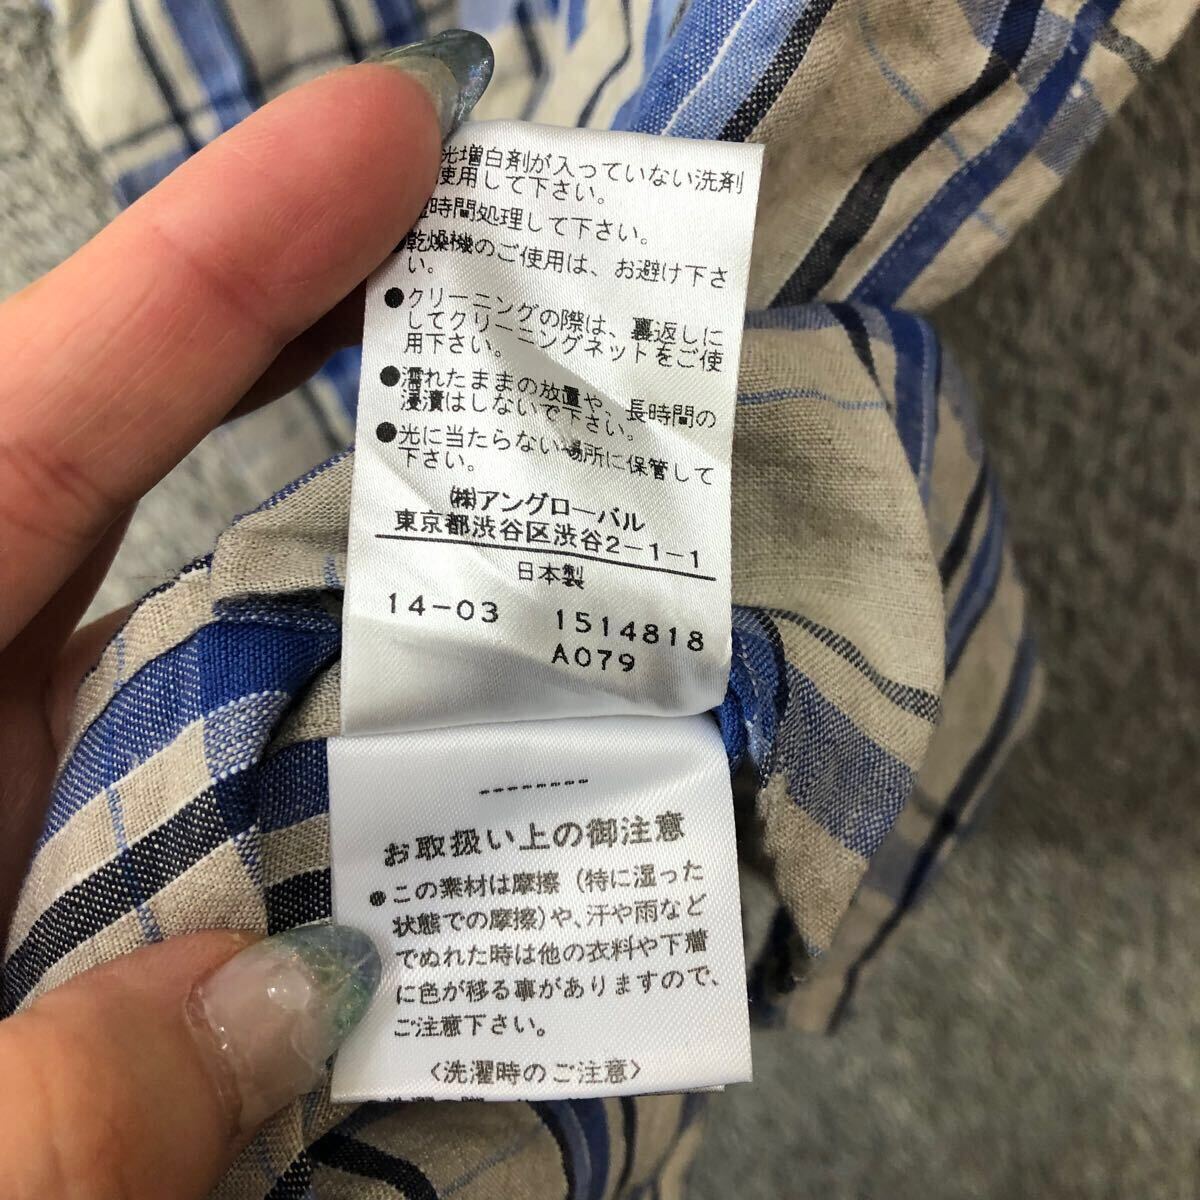 光増白剤が入っていない洗剤
使用して下さい。
短時間処理して下さい。
乾燥機のご使用は、お避け下さ
い。
●クリーニングの際は、裏返しに
してクリーニングネットをご使
用下さい。
●濡れたままの放置や、長時間の
浸漬はしないで下さい。
●光に当たらない場所に保管して
下さい。
㈱アングローバル
東京都渋谷区渋谷2-1-1
日本製
14-03 1514818
A079
--------
お取扱い上の御注意
●この素材は摩擦（特に湿った
状態での摩擦）や、汗や雨など
でぬれた時は他の衣料や下着
に色が移る事がありますので、
ご注意下さい。
〈洗濯時のご注意〉